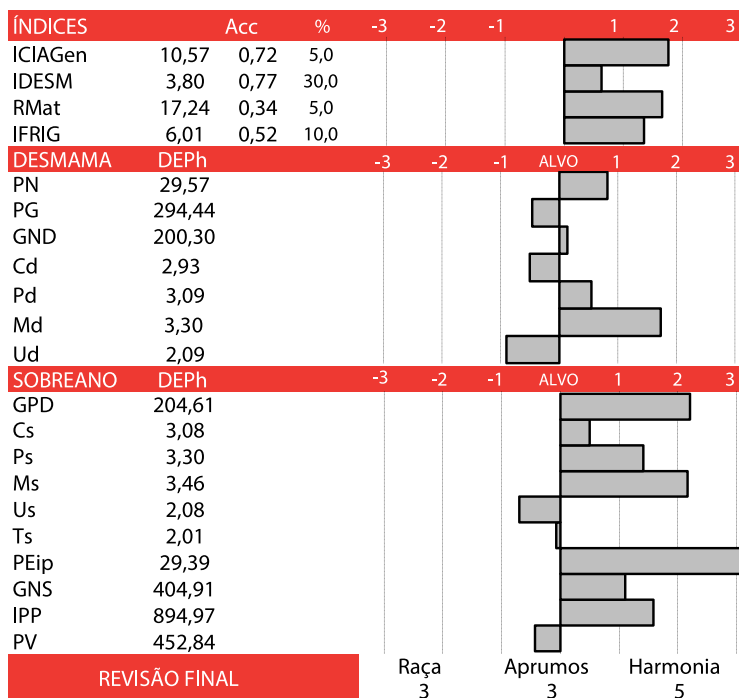 ÍNDICES Acc % -3 -2 -1 1 2 3
ICIAGen 10,57 0,72 5,0
IDESM 3,80 0,77 30,0
RMat 17,24 0,34 5,0
IFRIG 6,01 0,52 10,0
DESMAMA DEPh -3 -2 -1 ALVO 1 2 3
PN 29,57
PG 294,44
GND 200,30
Cd 2,93
Pd 3,09
Md 3,30
Ud 2,09
SOBREANO DEPh -3 -2 -1 ALVO 1 2 3
GPD 204,61
Cs 3,08
Ps 3,30
Ms 3,46
Us 2,08
Ts 2,01
PEip 29,39
GNS 404,91
IPP 894,97
PV 452,84
REVISÃO FINAL Raça Aprumos Harmonia
3 3 5